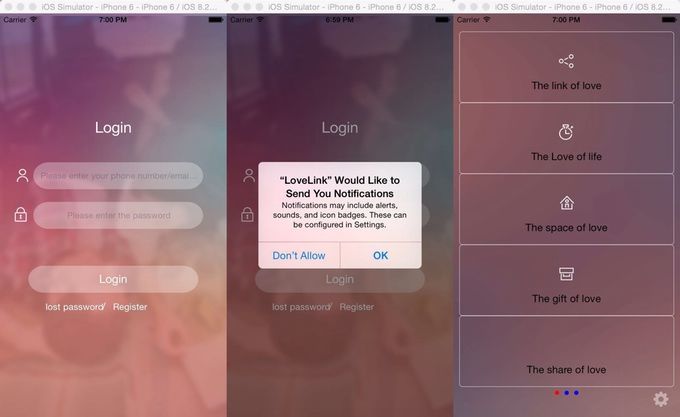 iOS Simulator - iPhone 6 - iPhone 6 / iOS 8.2...
Carrier
7:00 PM
Login
Please enter your phone number/emai...
Please enter the password
Login
lost password/ Register
iOS Simulator - iPhone 6 - iPhone 6 / iOS 8.2...
Carrier
6:59 PM
Login
“LoveLink” Would Like to
Send You Notifications
Notifications may include alerts,
sounds, and icon badges. These can
be configured in Settings.
Don't Allow
OK
Login
lost password/ Register
iOS Simulator - iPhone 6 - iPhone 6 / iOS 8.2...
Carrier
7:00 PM
The link of love
The Love of life
The space of love
The gift of love
The share of love